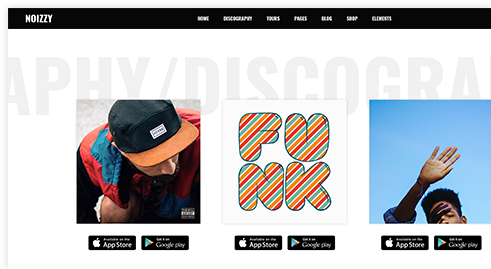 NOIZZY
HOME DISCOGRAPHY TOURS PAGES BLOG SHOP ELEMENTS
APHY/DISCOGRA
FU
NK
PARENTAL
ADVISORY
Available on the App Store Get it on Google play Available on the App Store Get it on Google play Available on the App Store Get it on Google play